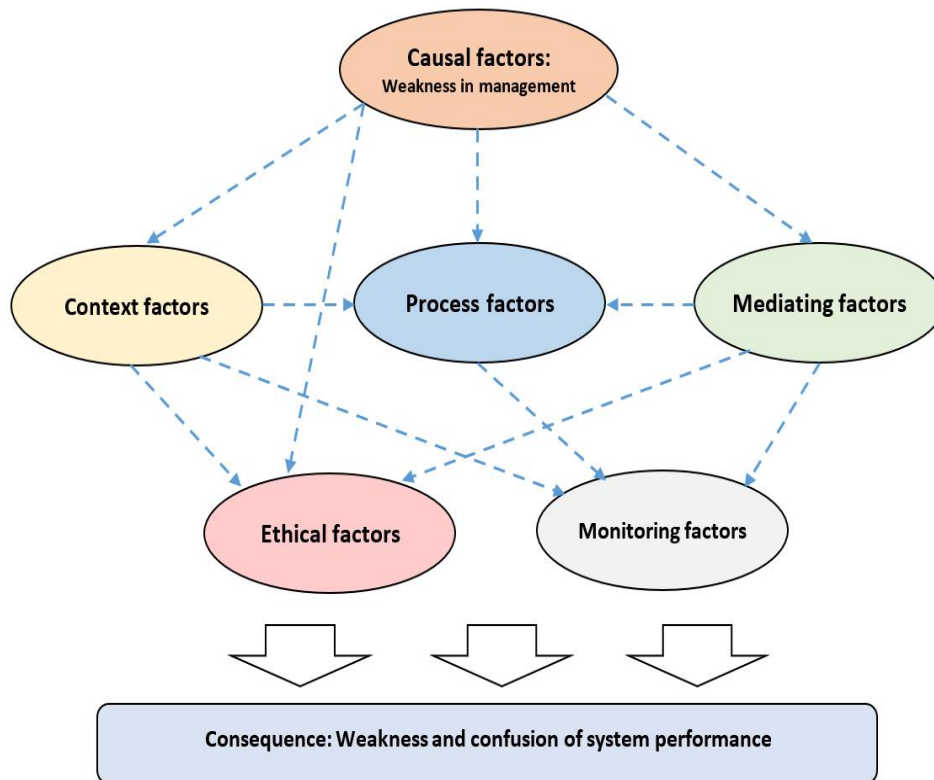 Causal factors:
Weakness in management
Context factors
Process factors
Mediating factors
Ethical factors
Monitoring factors
Consequence: Weakness and confusion of system performance